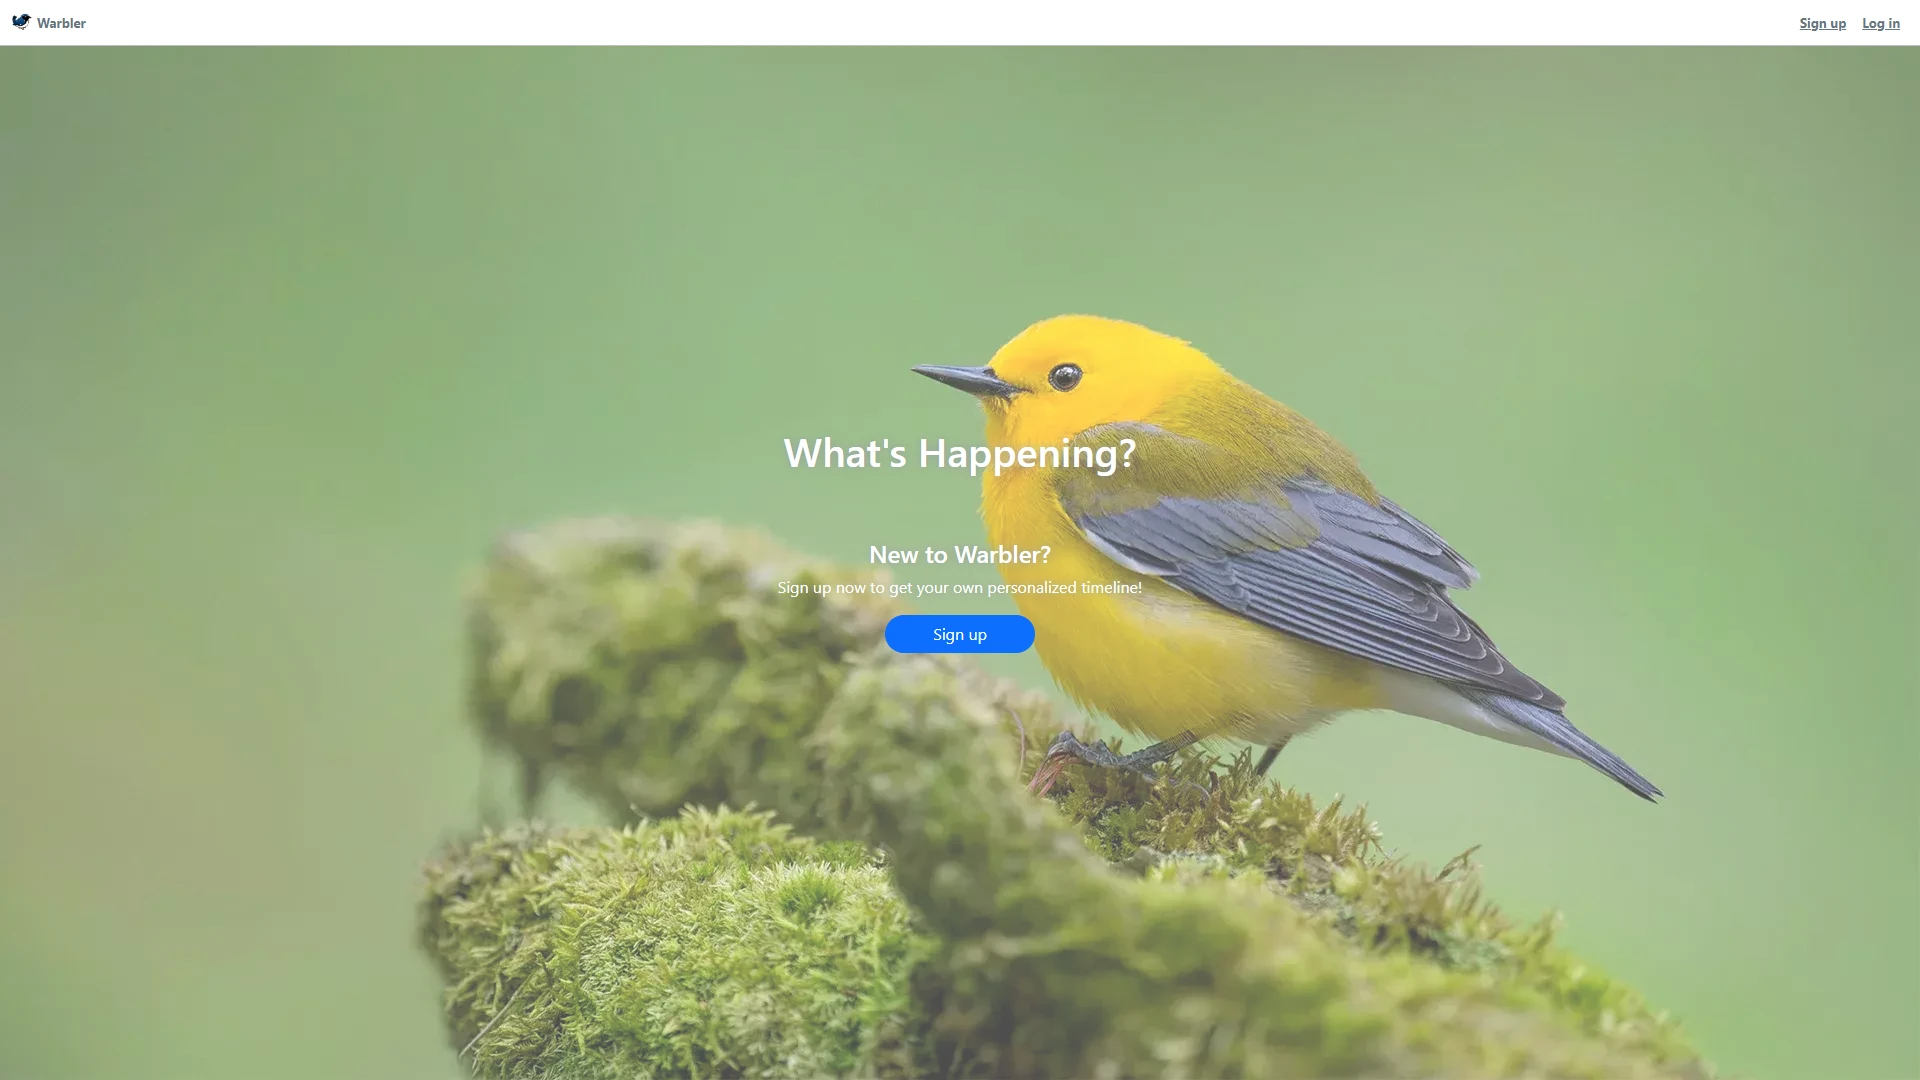 Warbler
Sign up
Log in
What's Happening?
New to Warbler?
Sign up now to get your own personalized timeline!
Sign up